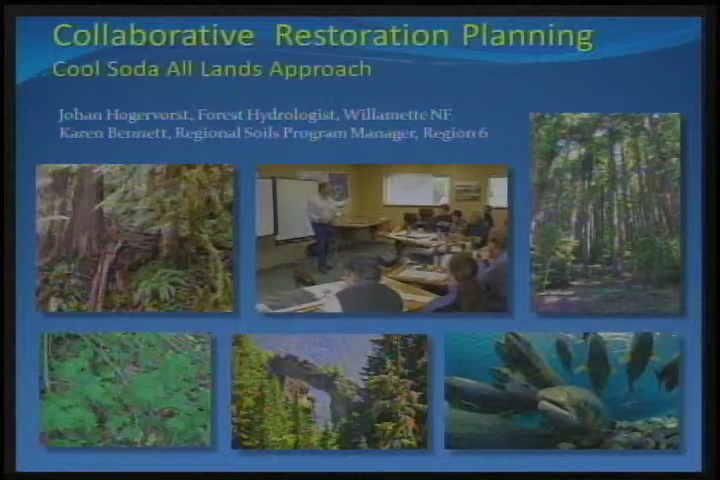 Collaborative Restoration Planning
Cool Soda All Lands Approach
Johan Hogervorst, Forest Hydrologist, Willamette NF
Karen Bennett, Regional Soils Program Manager, Region 6